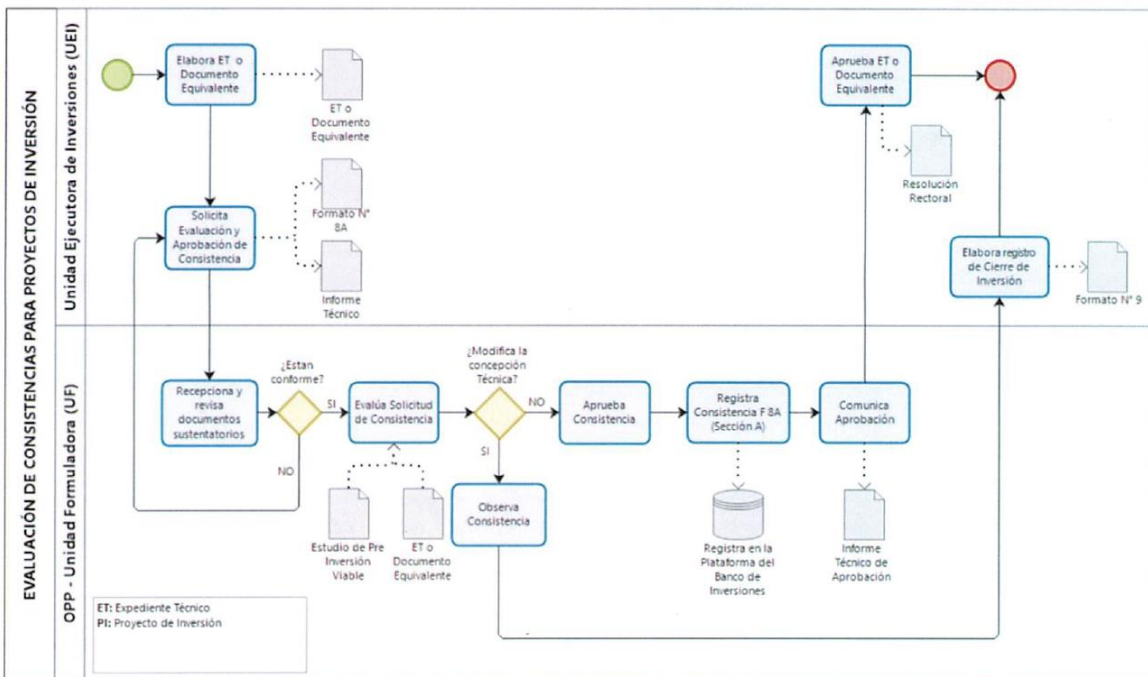 EVALUACIÓN DE CONSISTENCIAS PARA PROYECTOS DE INVERSIÓN
Unidad Ejecutora de Inversiones (UEI)
Elabora ET o
Documento
Equivalente
ET o
Documento
Equivalente
Solicita
Evaluación y
Aprobación de
Consistencia
Formato N°
8A
Informe
Técnico
Aprueba ET o
Documento
Equivalente
Resolución
Rectoral
Elabora registro
de Cierre de
Inversión
Formato N° 9
OPP - Unidad Formuladora (UF)
Recepciona y
revisa
documentos
sustentatorios
¿Estan
conforme?
SI
NO
Evalúa Solicitud
de Consistencia
Estudio de Pre
Inversión
Viable
ET o
Documento
Equivalente
¿Modifica la
concepción
Técnica?
NO
SI
Observa
Consistencia
Aprueba
Consistencia
Registra
Consistencia F 8A
(Sección A)
Registra en la
Plataforma del
Banco de
Inversiones
Comunica
Aprobación
Informe
Técnico de
Aprobación
ET: Expediente Técnico
PI: Proyecto de Inversión